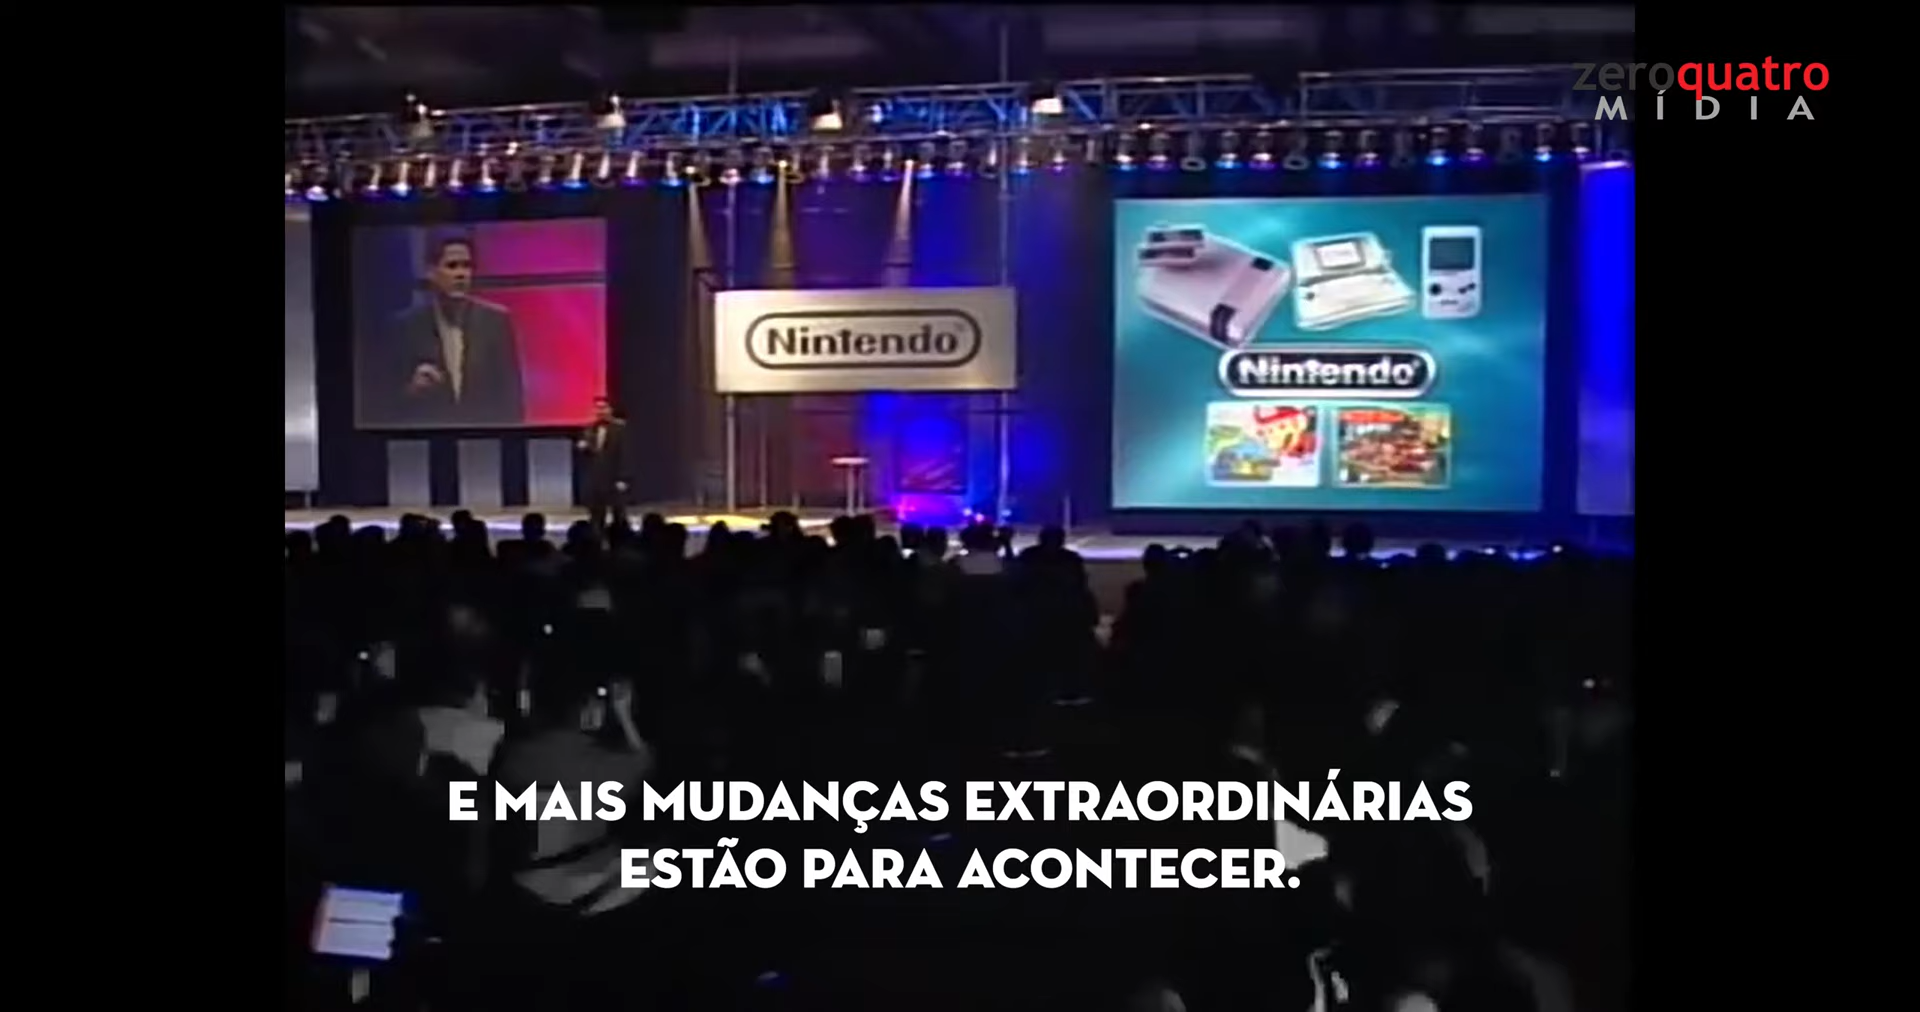 zeroquatro
MÍDIA
Nintendo
Nintendo
E MAIS MUDANÇAS EXTRAORDINÁRIAS
ESTÃO PARA ACONTECER.